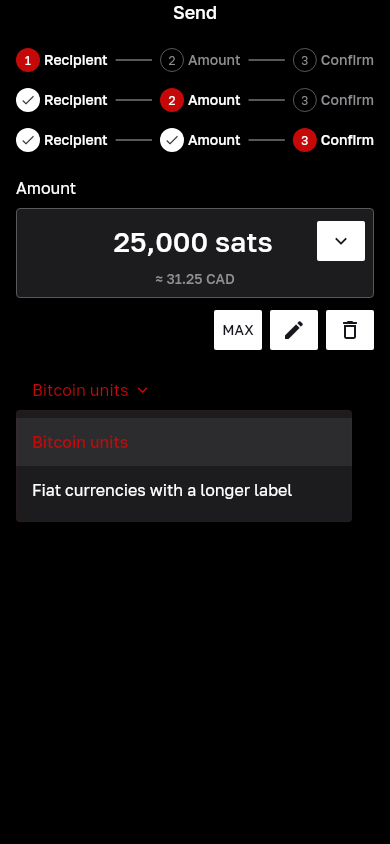 Send
1 Recipient 2 Amount 3 Confirm
Recipient 2 Amount 3 Confirm
Recipient Amount 3 Confirm
Amount
25,000 sats
≈ 31.25 CAD
MAX
Bitcoin units
Bitcoin units
Fiat currencies with a longer label